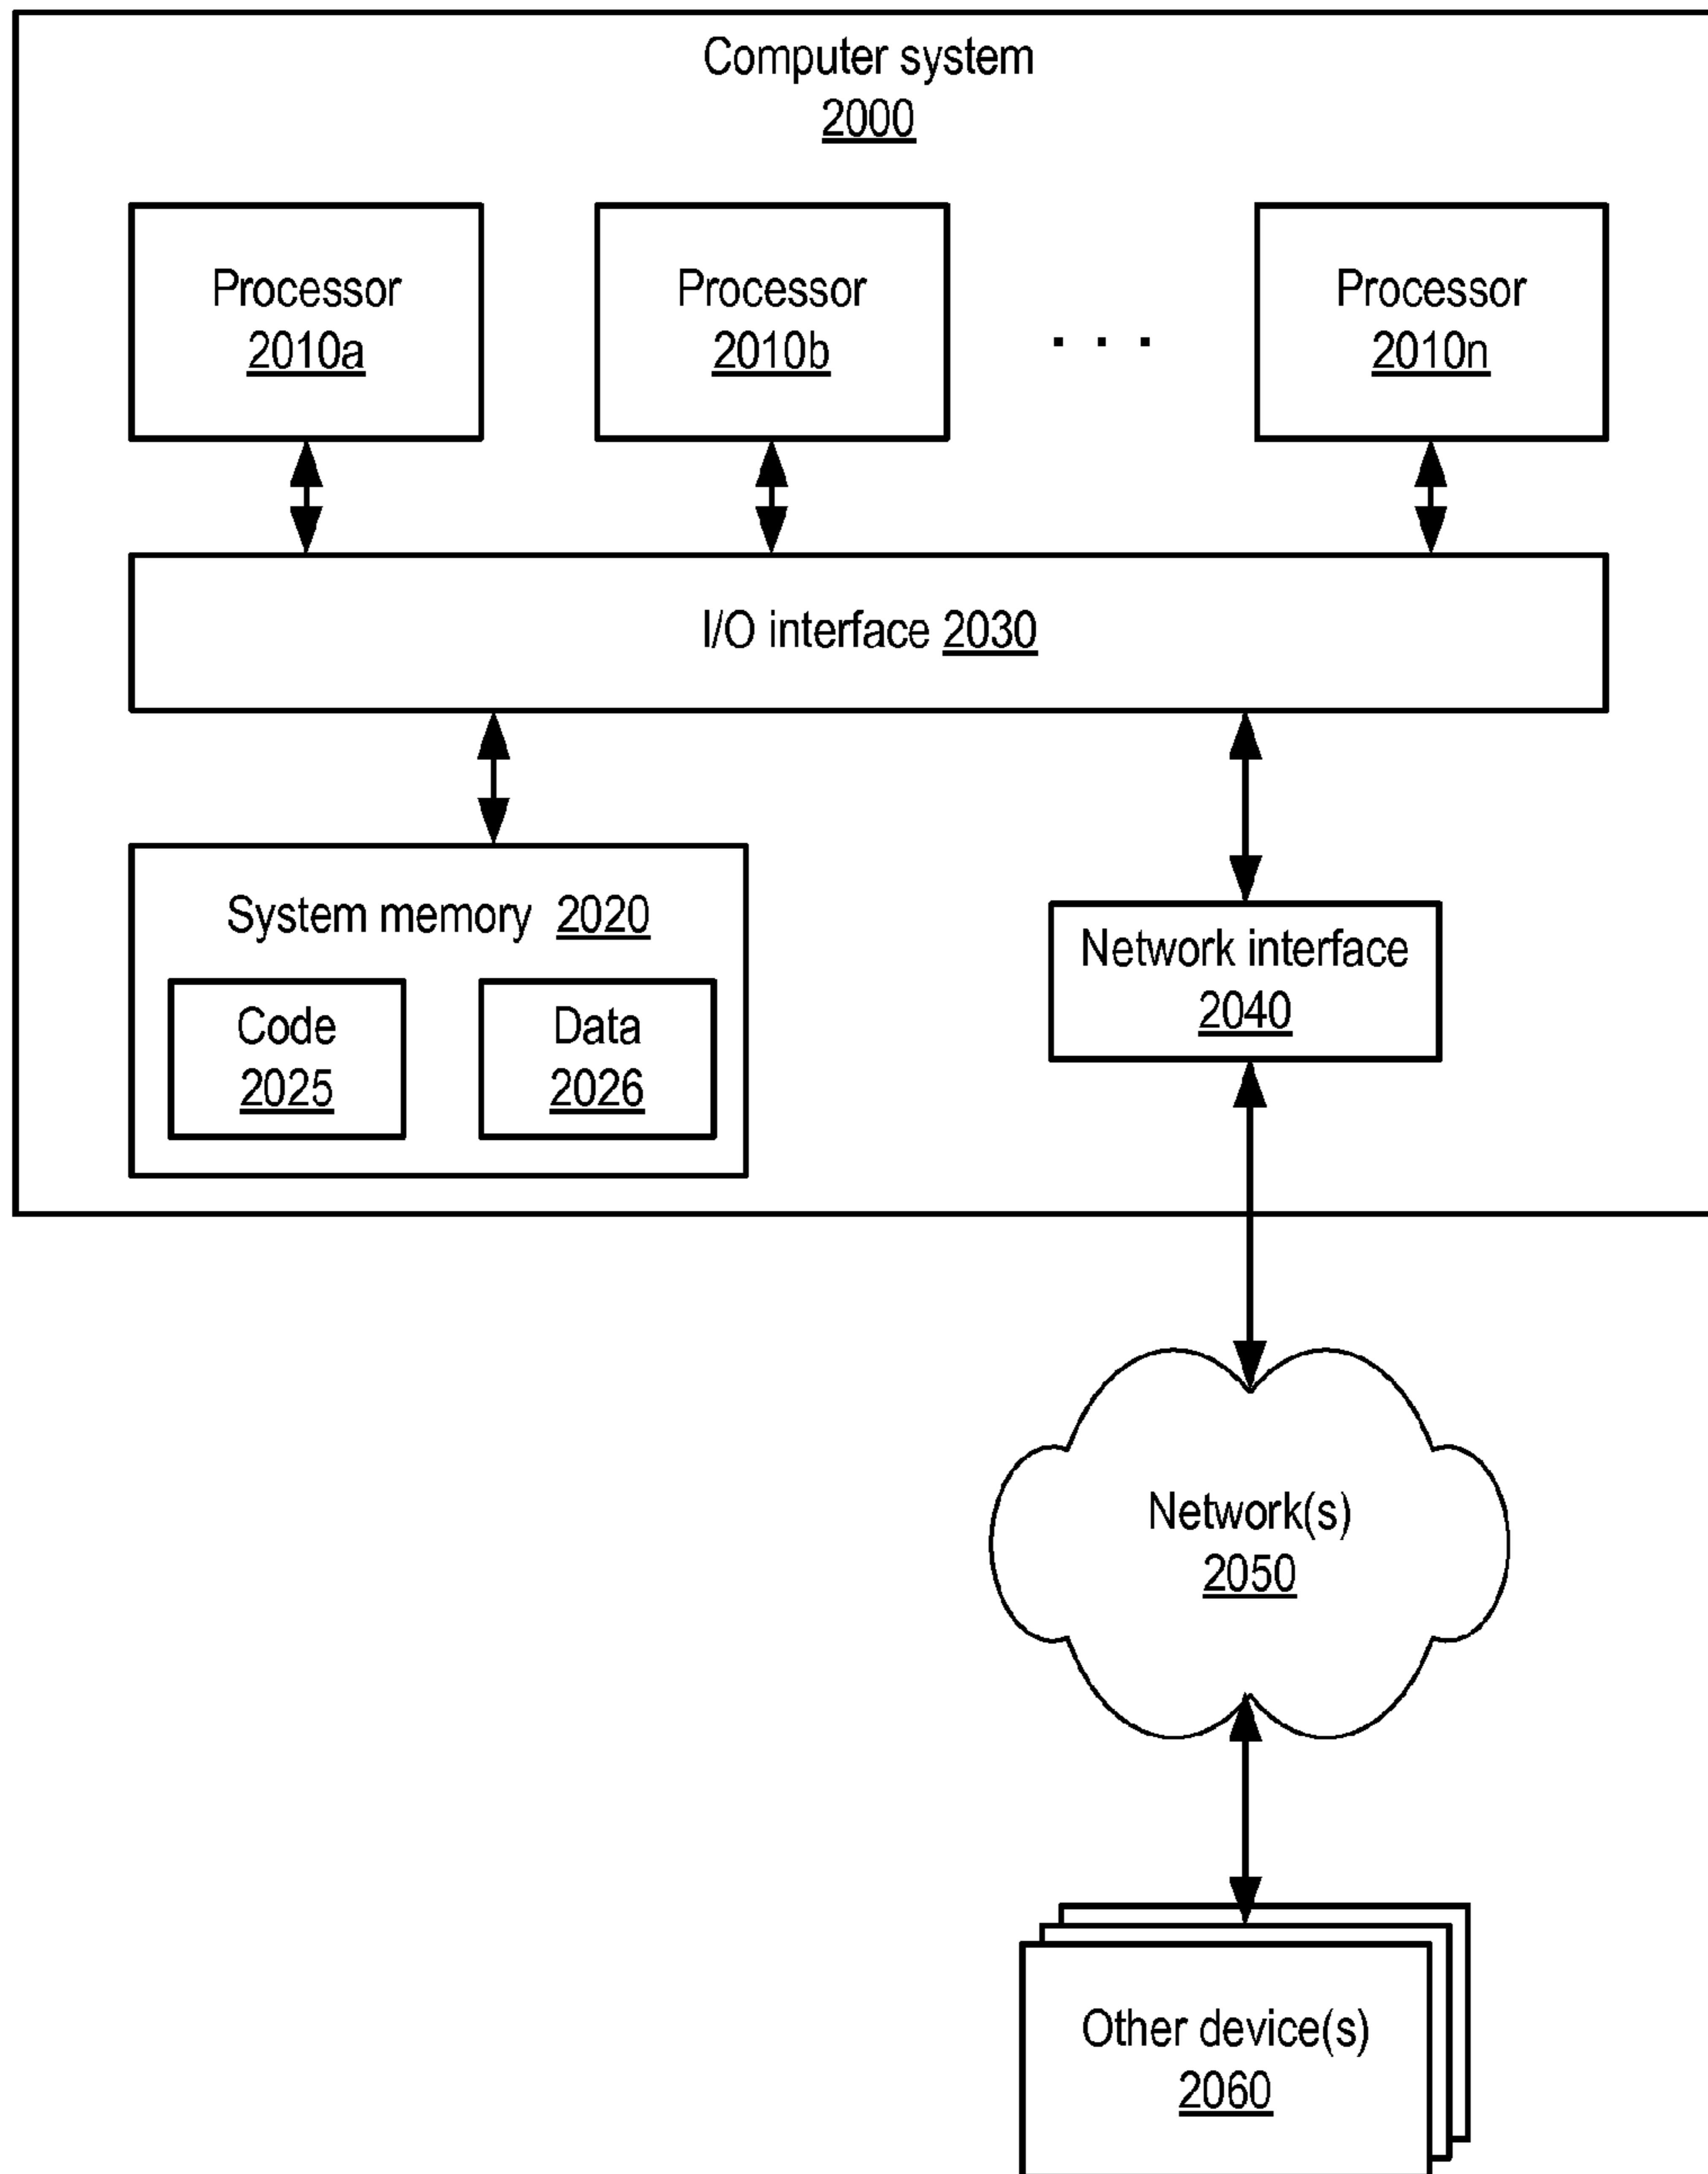 Computer system
2000
Processor
2010a
Processor
2010b
. . .
Processor
2010n
I/O interface 2030
System memory 2020
Code
2025
Data
2026
Network interface
2040
Network(s)
2050
Other device(s)
2060